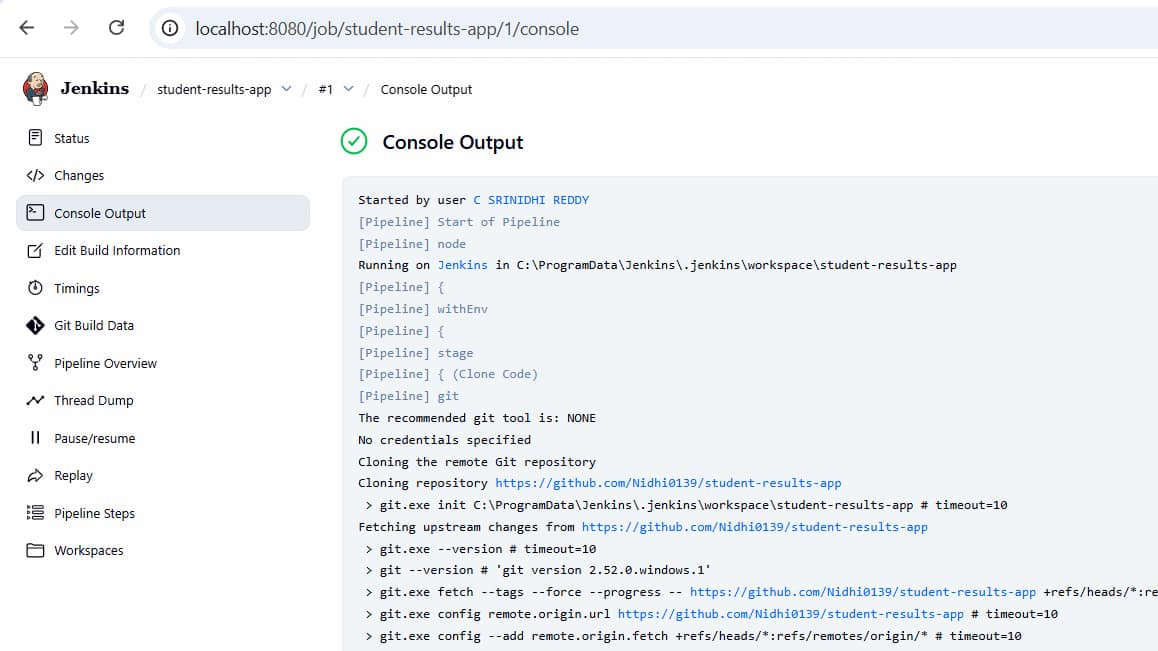 localhost:8080/job/student-results-app/1/console
Jenkins / student-results-app / #1 / Console Output
Status
Changes
Console Output
Edit Build Information
Timings
Git Build Data
Pipeline Overview
Thread Dump
Pause/resume
Replay
Pipeline Steps
Workspaces
Console Output
Started by user C SRINIDHI REDDY
[Pipeline] Start of Pipeline
[Pipeline] node
Running on Jenkins in C:\ProgramData\Jenkins\.jenkins\workspace\student-results-app
[Pipeline] {
[Pipeline] withEnv
[Pipeline] {
[Pipeline] stage
[Pipeline] { (Clone Code)
[Pipeline] git
The recommended git tool is: NONE
No credentials specified
Cloning the remote Git repository
Cloning repository https://github.com/Nidhi0139/student-results-app
> git.exe init C:\ProgramData\Jenkins\.jenkins\workspace\student-results-app # timeout=10
Fetching upstream changes from https://github.com/Nidhi0139/student-results-app
> git.exe --version # timeout=10
> git --version # 'git version 2.52.0.windows.1'
> git.exe fetch --tags --force --progress -- https://github.com/Nidhi0139/student-results-app +refs/heads/*:re
> git.exe config remote.origin.url https://github.com/Nidhi0139/student-results-app # timeout=10
> git.exe config --add remote.origin.fetch +refs/heads/*:refs/remotes/origin/* # timeout=10